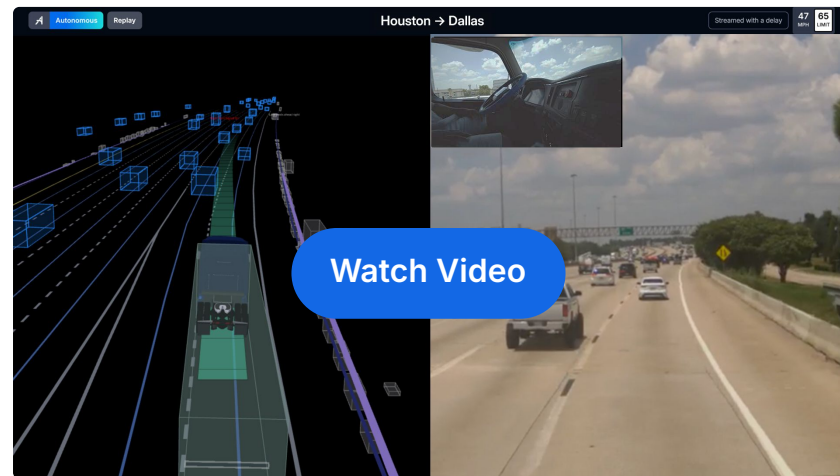 Autonomous
Replay
Houston → Dallas
Streamed with a delay
47
MPH
65
LIMIT
Watch Video